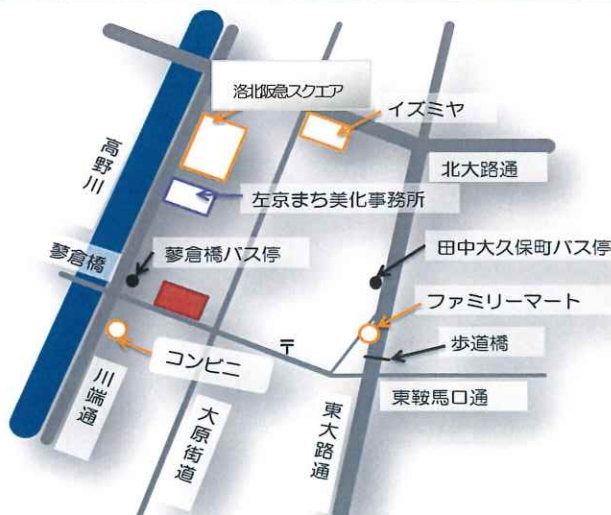 洛北阪急スクエア
イズミヤ
高野川
北大路通
左京まち美化事務所
蓼倉橋
蓼倉橋バス停
田中大久保町バス停
ファミリーマート
〒
歩道橋
コンビニ
東鞍馬口通
川端通
大原街道
東大路通